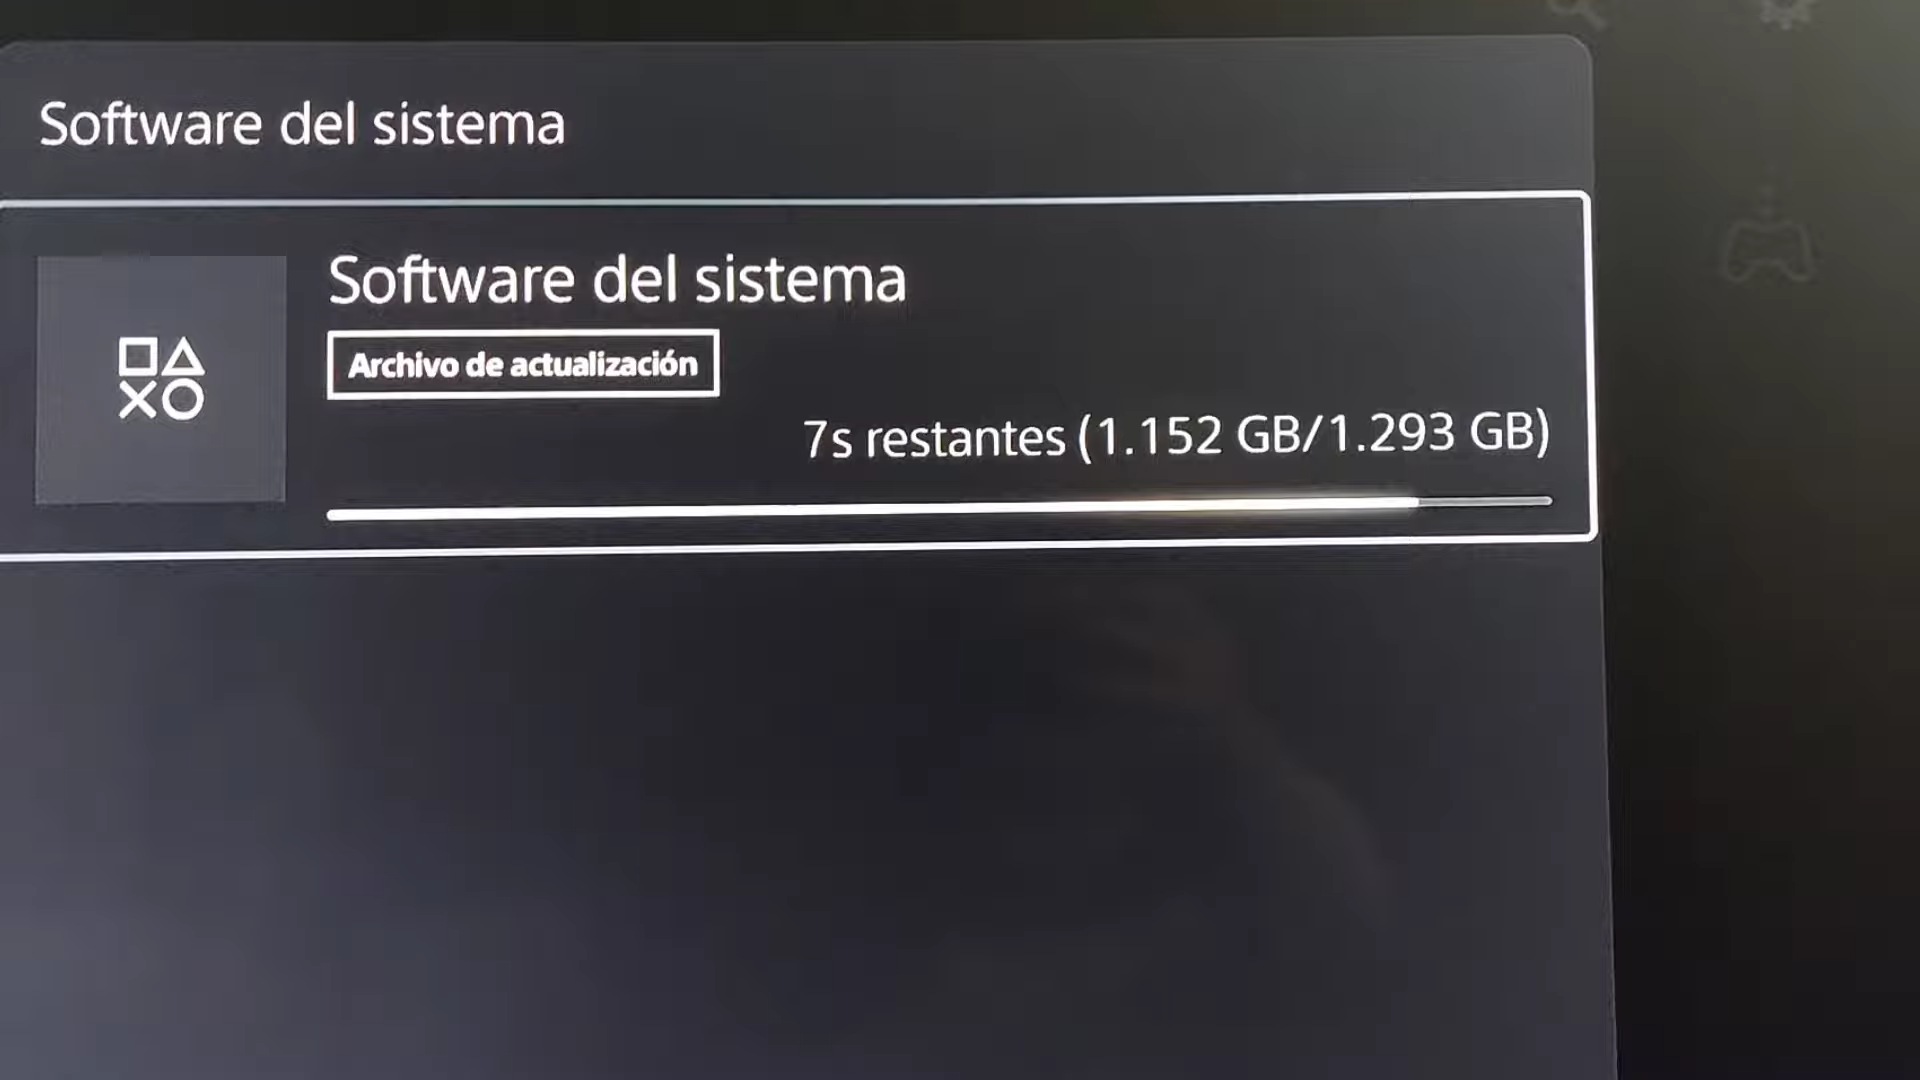 Software del sistema
Software del sistema
Archivo de actualización
7s restantes (1.152 GB/1.293 GB)